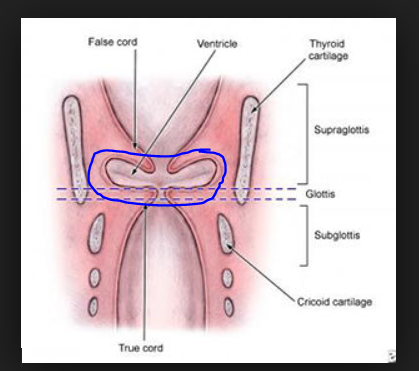 False cord
Ventricle
Thyroid
cartilage
Supraglottis
Glottis
Subglottis
Cricoid cartilage
True cord